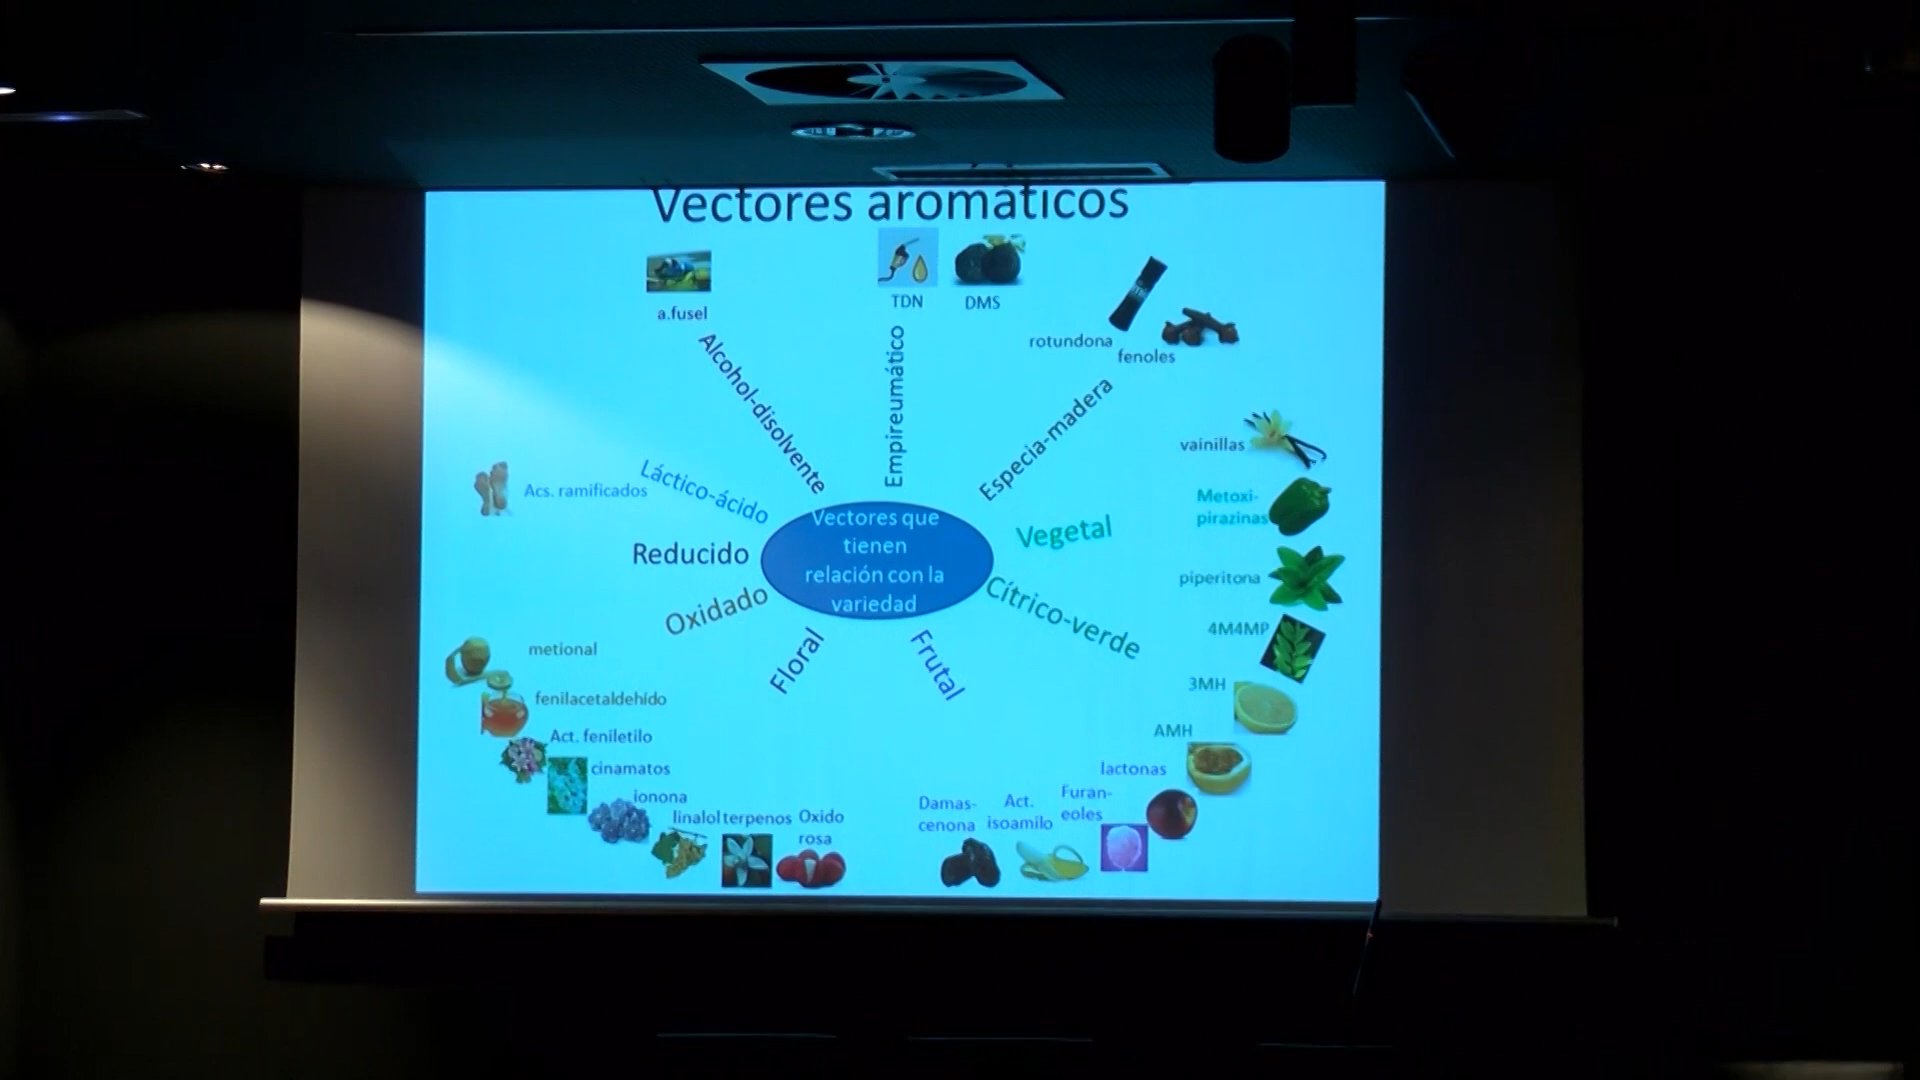 Vectores aromáticos
a.fusel
TDN
DMS
rotundona
fenoles
Alcohol-disolvente
Empireumático
Especia-madera
vainillas
Láctico-ácido
Acs. ramificados
Metoxi-
pirazinas
Vegetal
Vectores que
tienen
relación con la
variedad
Reducido
Oxidado
Cítrico-verde
piperitona
4M4MP
Floral
Frutal
metional
3MH
fenilacetaldehído
Act. feniletilo
AMH
cinamatos
lactonas
ionona
Furan-
eoles
linalol
terpenos
Oxido
rosa
Damas-
cenona
Act.
isoamilo